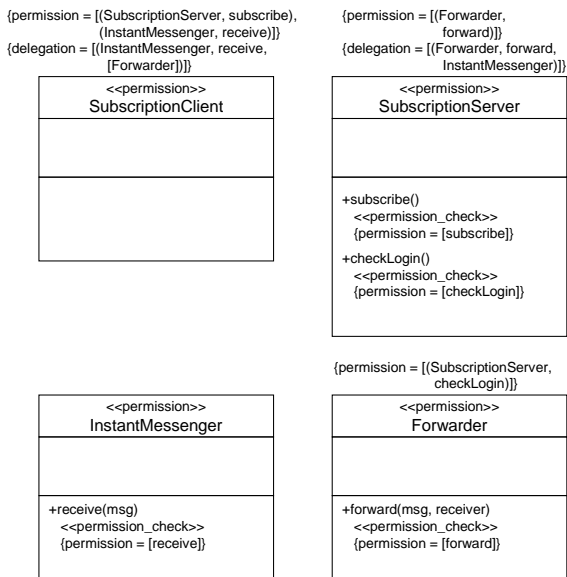 {permission = [(SubscriptionServer, subscribe),
(InstantMessenger, receive)]}
{delegation = [(InstantMessenger, receive,
[Forwarder])]}
<<permission>>
SubscriptionClient
{permission = [(Forwarder,
forward)]}
{delegation = [(Forwarder, forward,
InstantMessenger)]}
<<permission>>
SubscriptionServer
+subscribe()
<<permission_check>>
{permission = [subscribe]}
+checkLogin()
<<permission_check>>
{permission = [checkLogin]}
<<permission>>
InstantMessenger
+receive(msg)
<<permission_check>>
{permission = [receive]}
{permission = [(SubscriptionServer,
checkLogin)]}
<<permission>>
Forwarder
+forward(msg, receiver)
<<permission_check>>
{permission = [forward]}